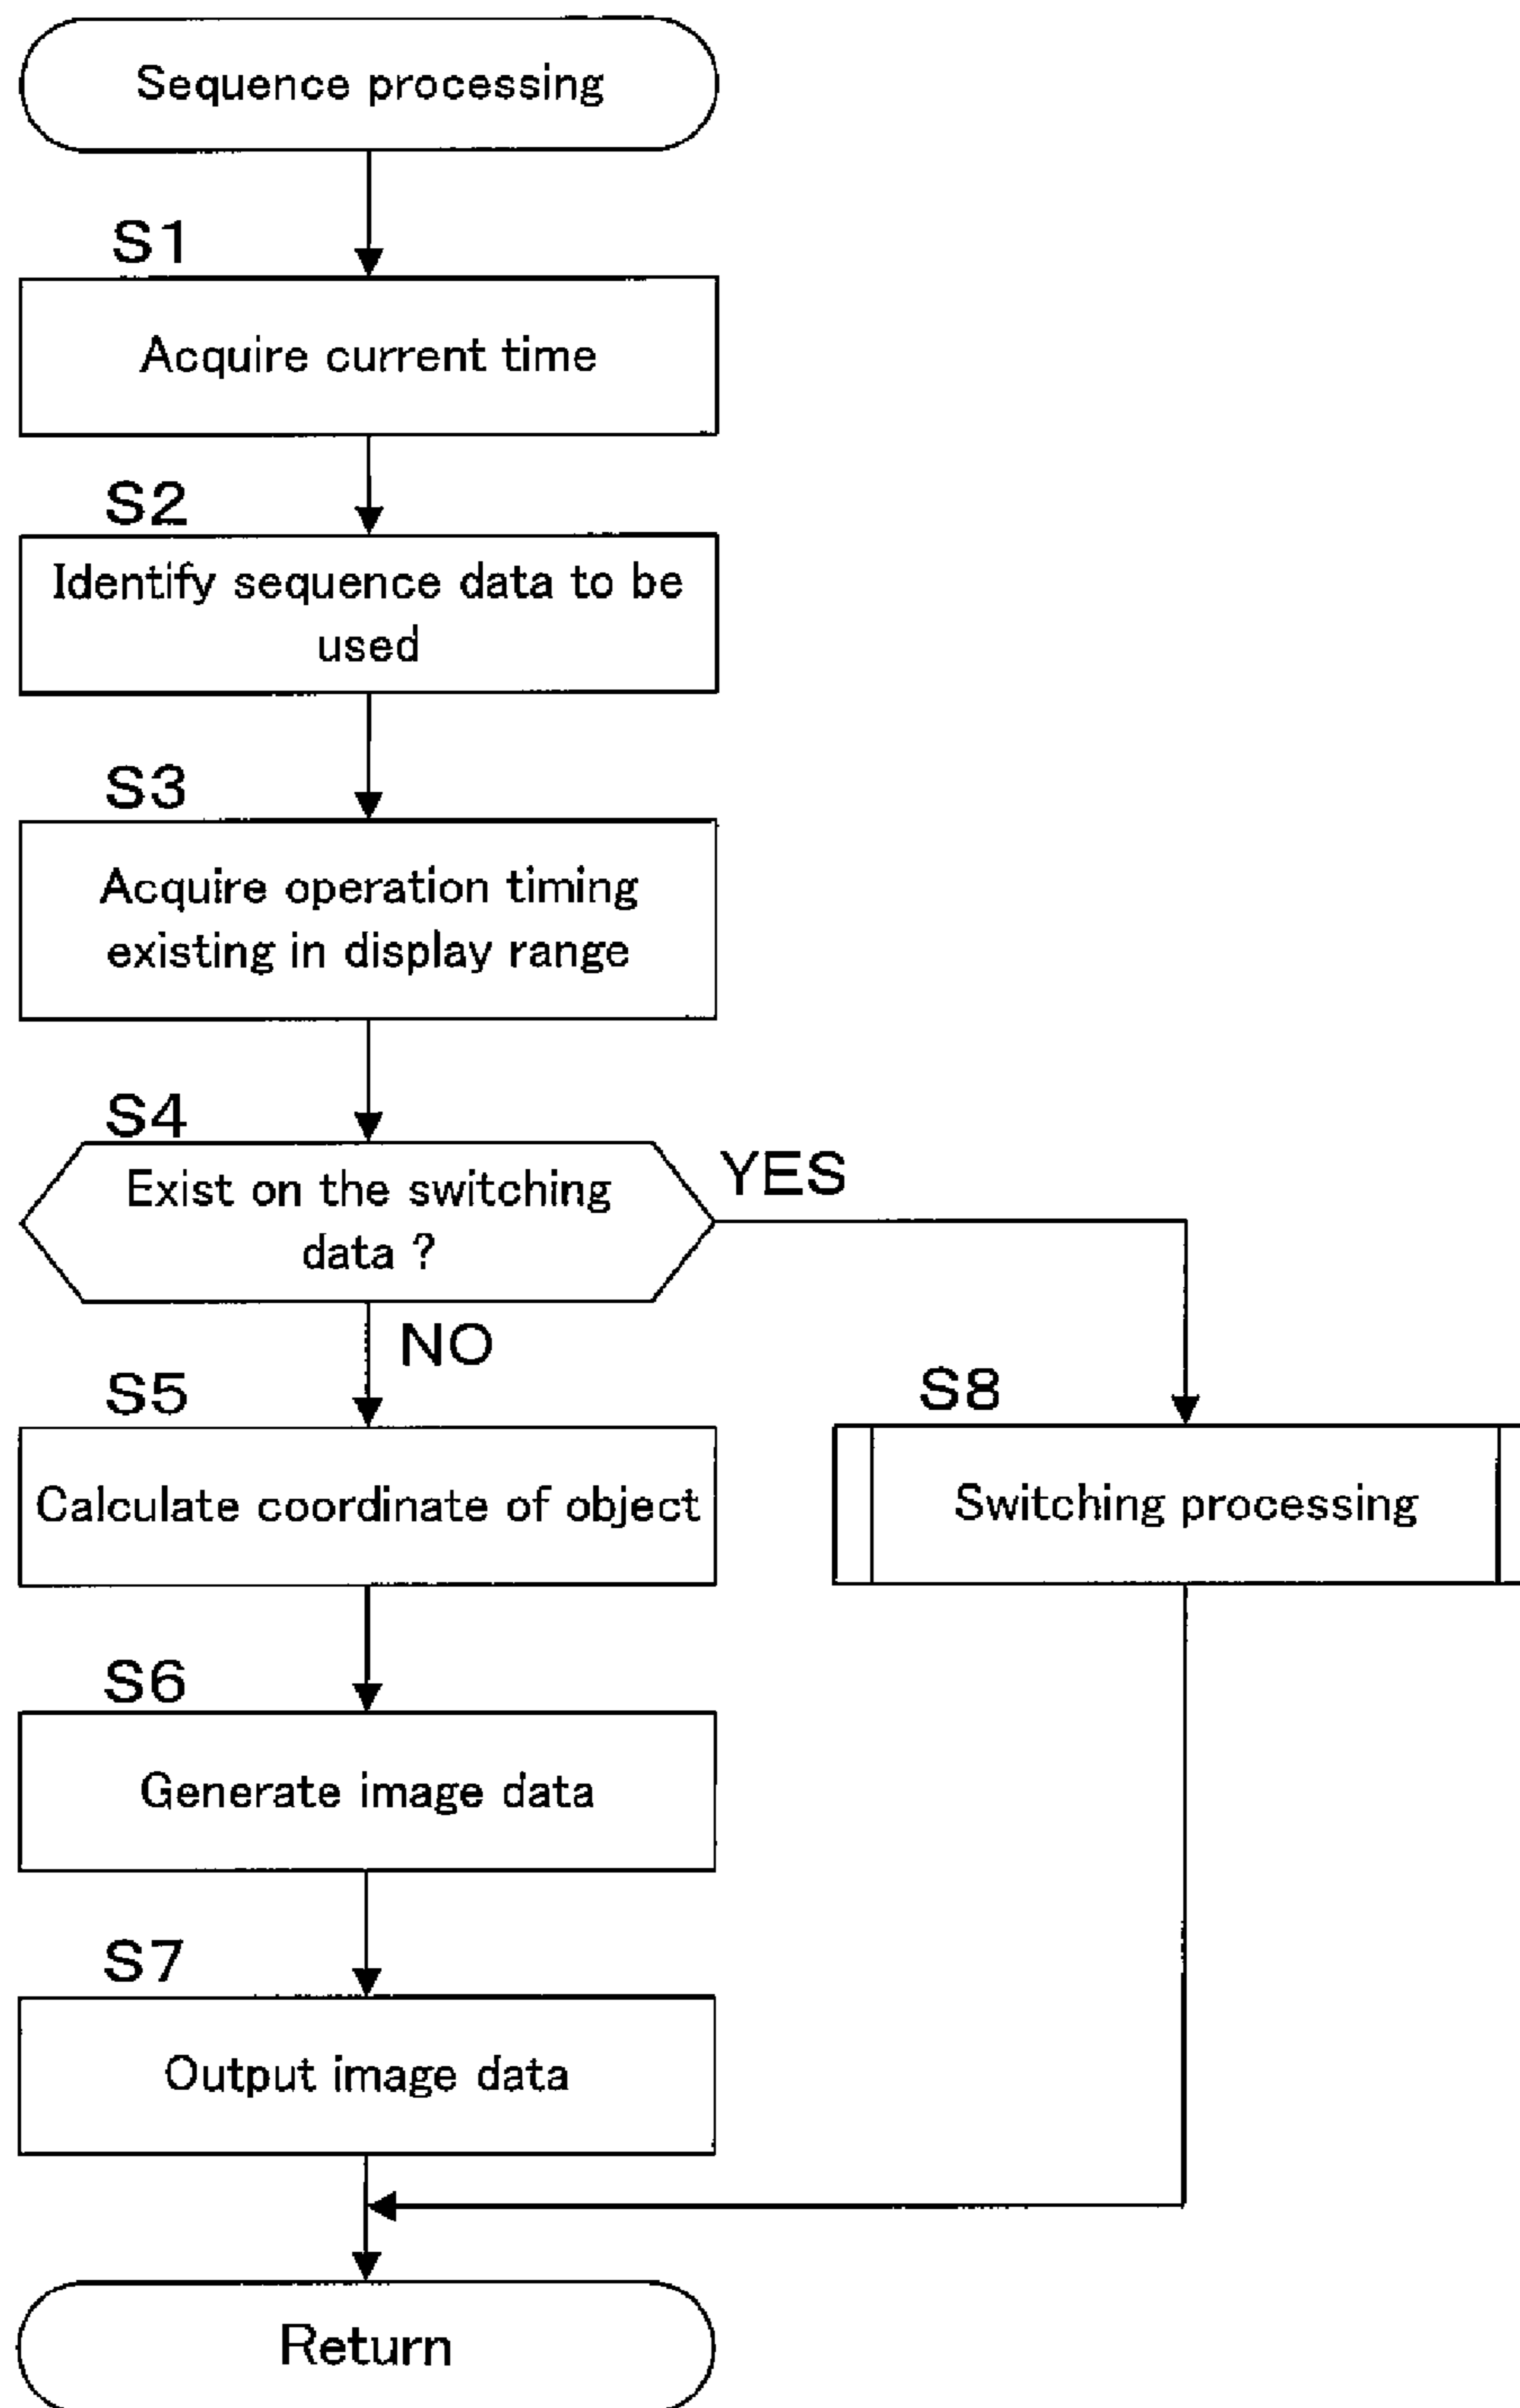 Sequence processing
S1
Acquire current time
S2
Identify sequence data to be
used
S3
Acquire operation timing
existing in display range
S4
Exist on the switching
data ?
YES
NO
S5
Calculate coordinate of object
S8
Switching processing
S6
Generate image data
S7
Output image data
Return